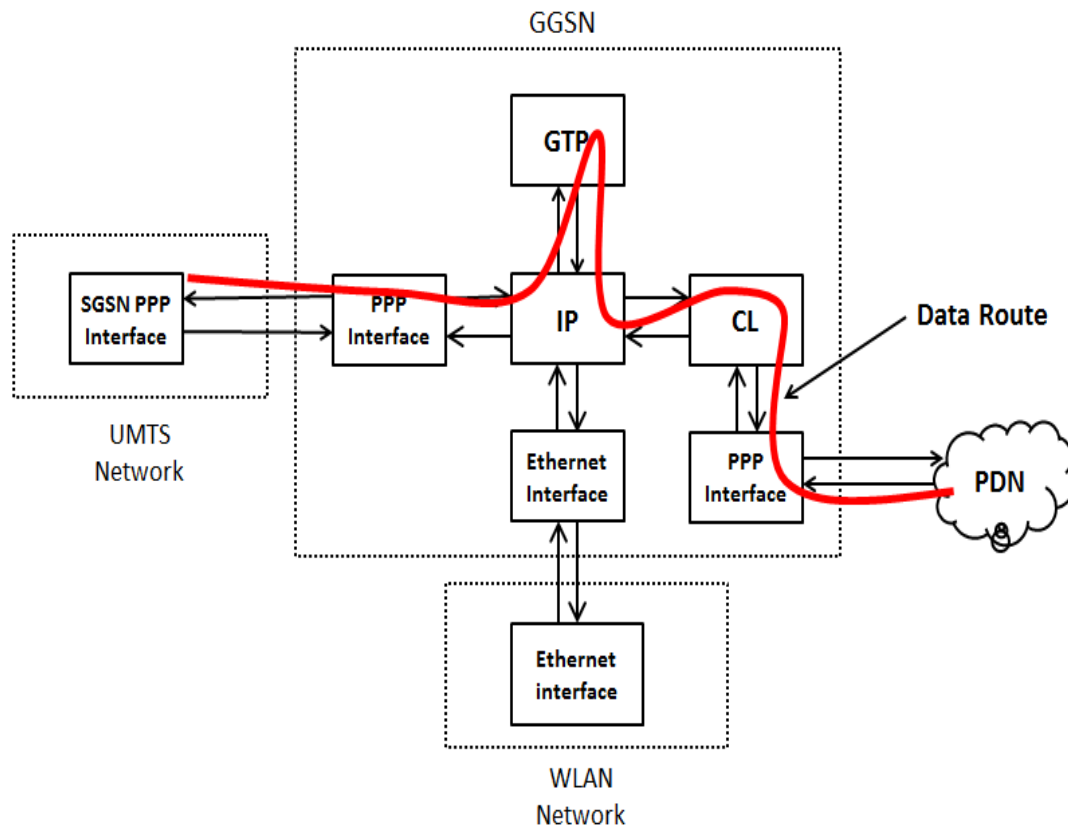 GGSN
GTP
SGSN PPP
Interface
PPP
Interface
IP
CL
Data Route
UMTS
Network
Ethernet
Interface
PPP
Interface
PDN
Ethernet
interface
WLAN
Network